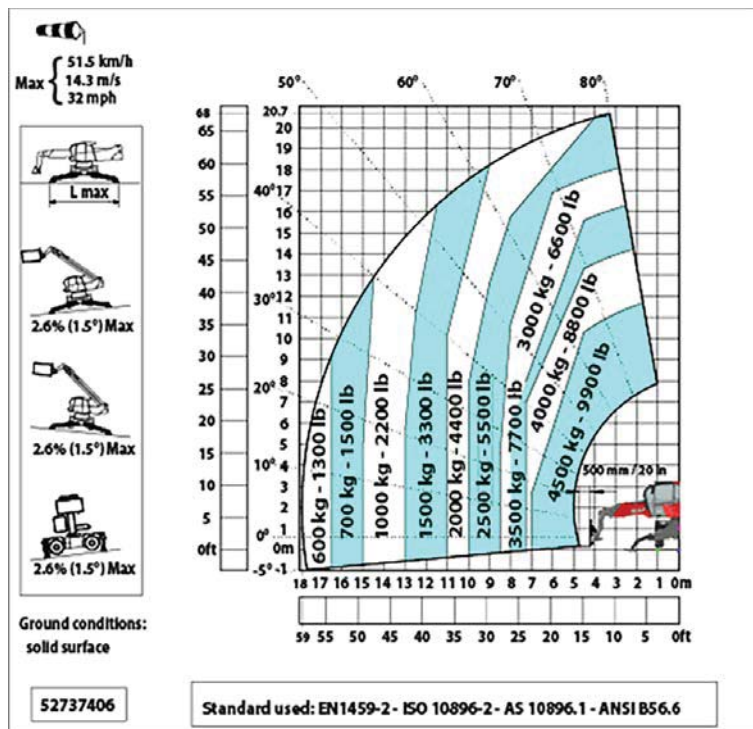 Max
51.5 km/h
14.3 m/s
32 mph
L max
2.6% (1.5°) Max
2.6% (1.5°) Max
2.6% (1.5°) Max
Ground conditions:
solid surface
52737406
50° 60° 70° 80°
40°
30°
20°
10°
0°
-5°
68
65
60
55
50
45
40
35
30
25
20
15
10
5
0ft
20.7
20
19
18
17
16
15
14
13
12
11
10
9
8
7
6
5
4
3
2
1
0m
-1
600 kg - 1300 lb
700 kg - 1500 lb
1000 kg - 2200 lb
1500 kg - 3300 lb
2000 kg - 4400 lb
2500 kg - 5500 lb
3500 kg - 7700 lb
3000 kg - 6600 lb
4000 kg - 8800 lb
4500 kg - 9900 lb
500 mm / 20 in
18 17 16 15 14 13 12 11 10 9 8 7 6 5 4 3 2 1 0m
59 55 50 45 40 35 30 25 20 15 10 5 0ft
Standard used: EN1459-2 - ISO 10896-2 - AS 10896.1 - ANSI B56.6